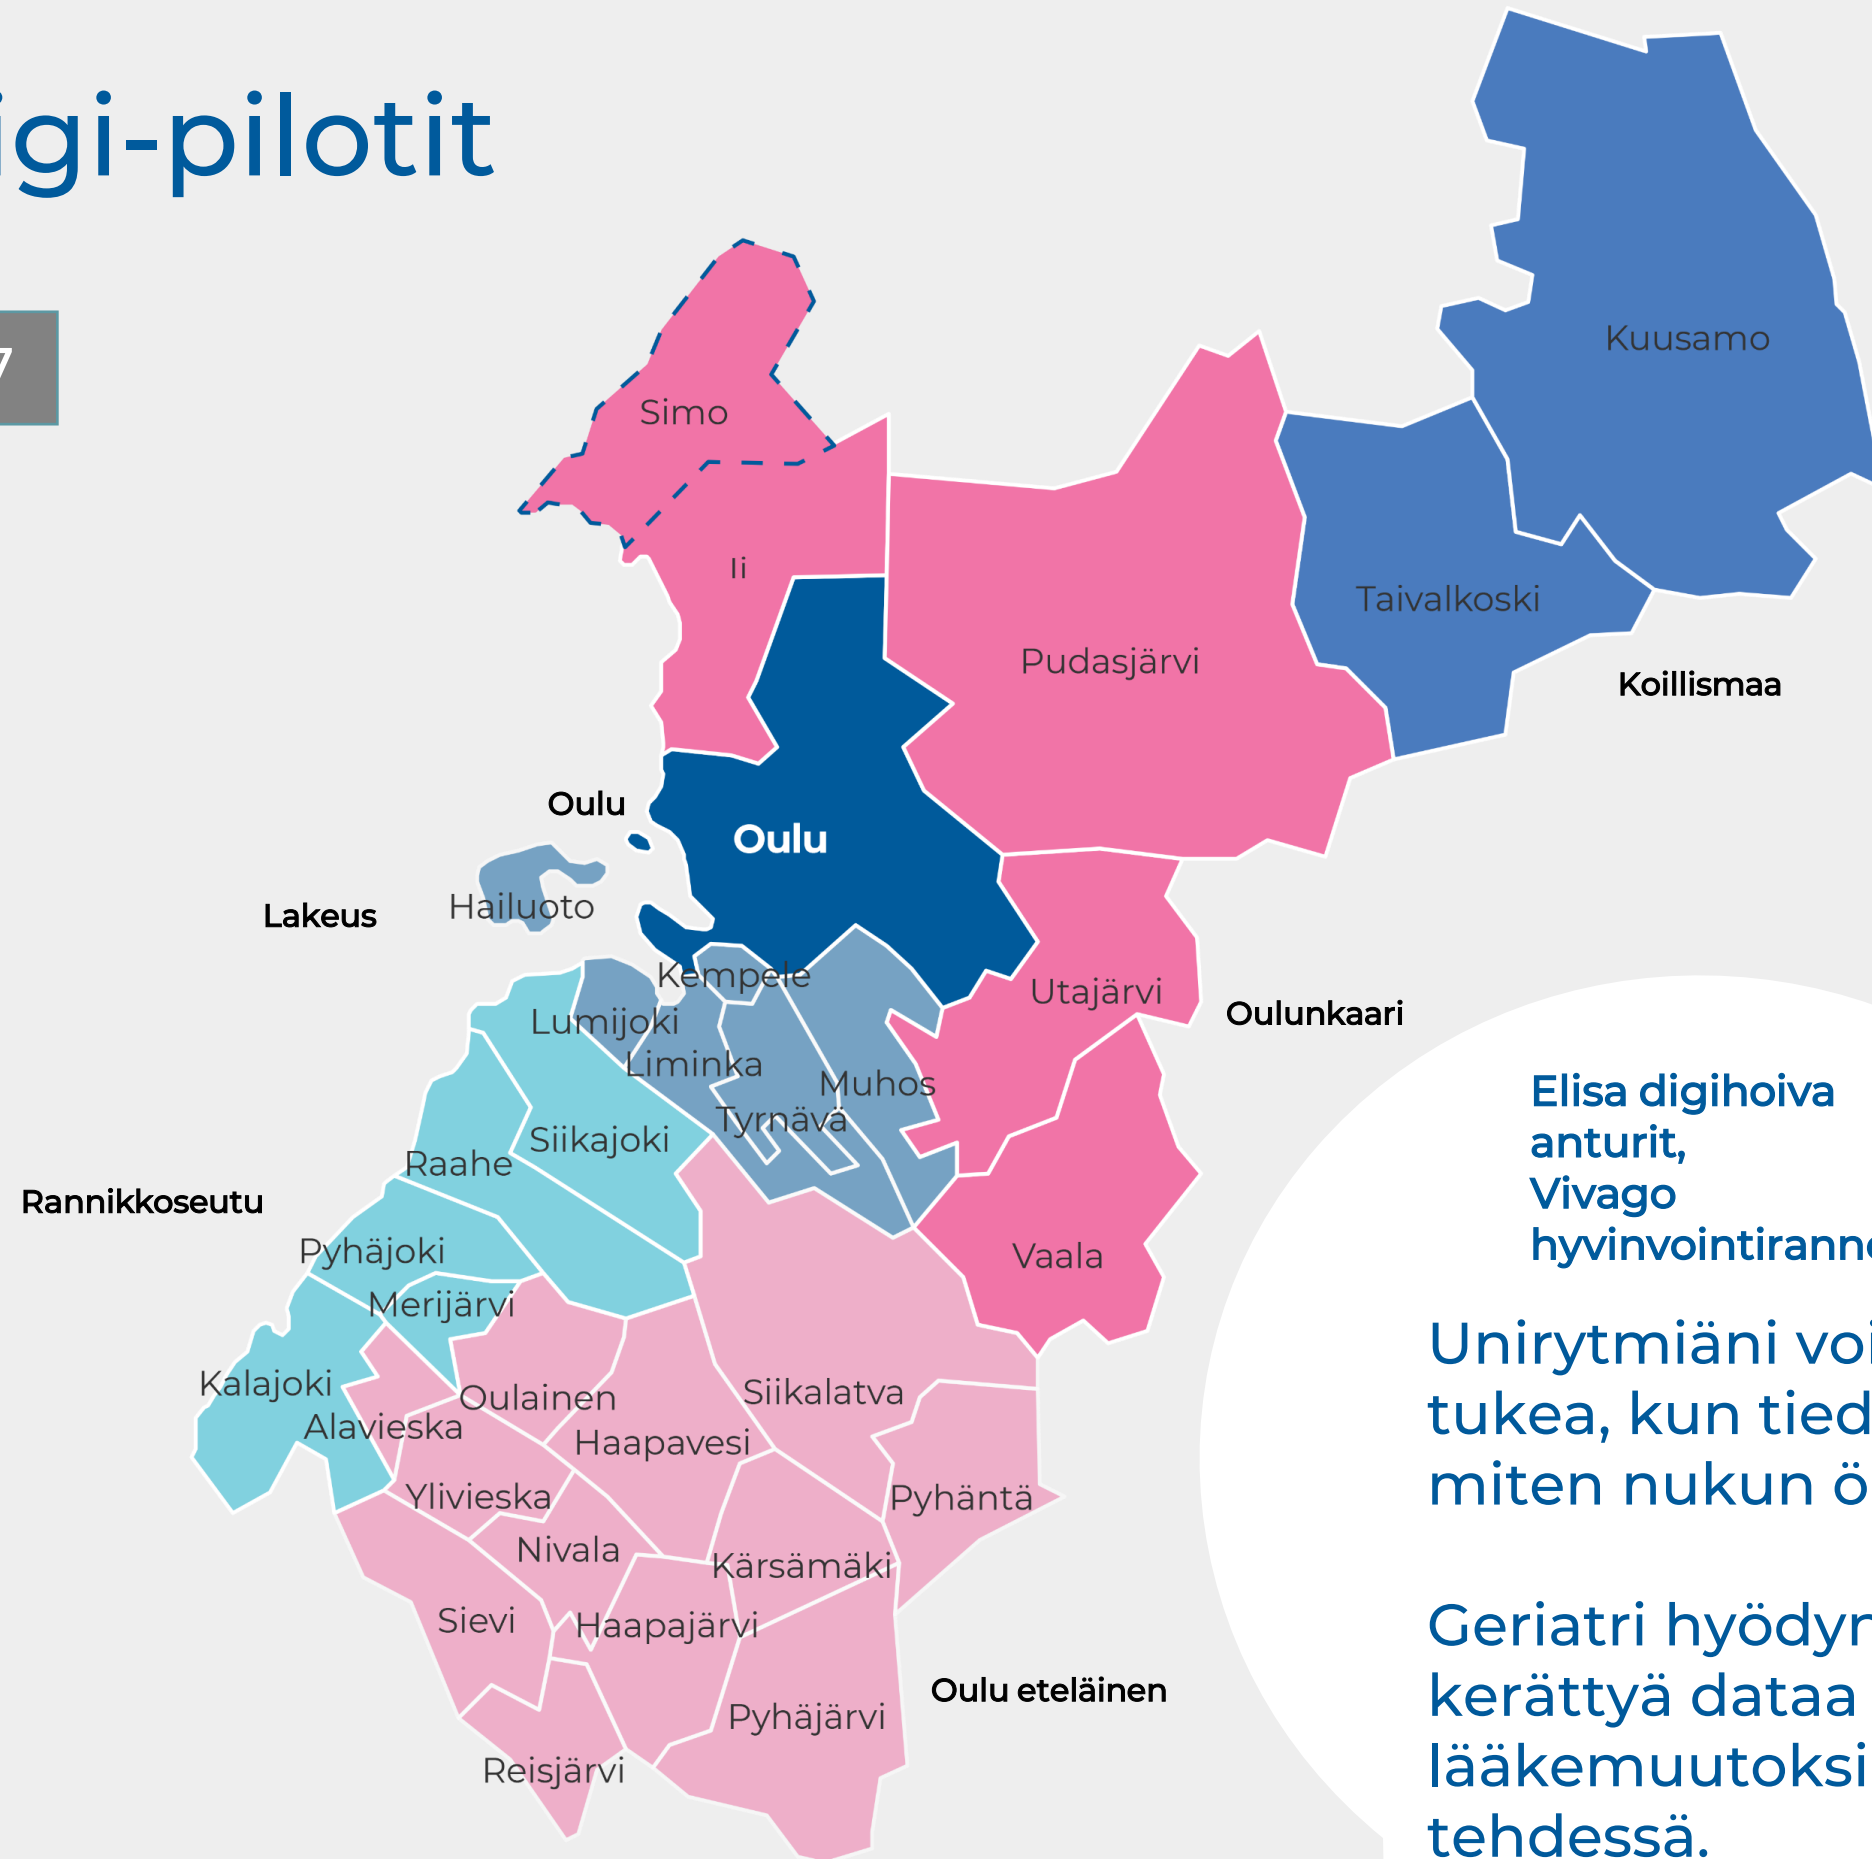 igi-pilotit
7
Kuusamo
Simo
Ii
Taivalkoski
Pudasjärvi
Koillismaa
Oulu
Oulu
Hailuoto
Lakeus
Kempele
Utajärvi
Oulunkaari
Lumijoki
Liminka
Muhos
Tyrnävä
Siikajoki
Raahe
Rannikkoseutu
Pyhäjoki
Vaala
Merijärvi
Kalajoki
Oulainen
Siikalatva
Alavieska
Haapavesi
Ylivieska
Pyhäntä
Nivala
Kärsämäki
Sievi
Haapajärvi
Oulu eteläinen
Pyhäjärvi
Reisjärvi
Elisa digihoiva
anturit,
Vivago
hyvinvointiranne
Unirytmiäni voi
tukea, kun tied
miten nukun ö
Geriatri hyödyn
kerättyä dataa
lääkemuutoksi
tehdessä.